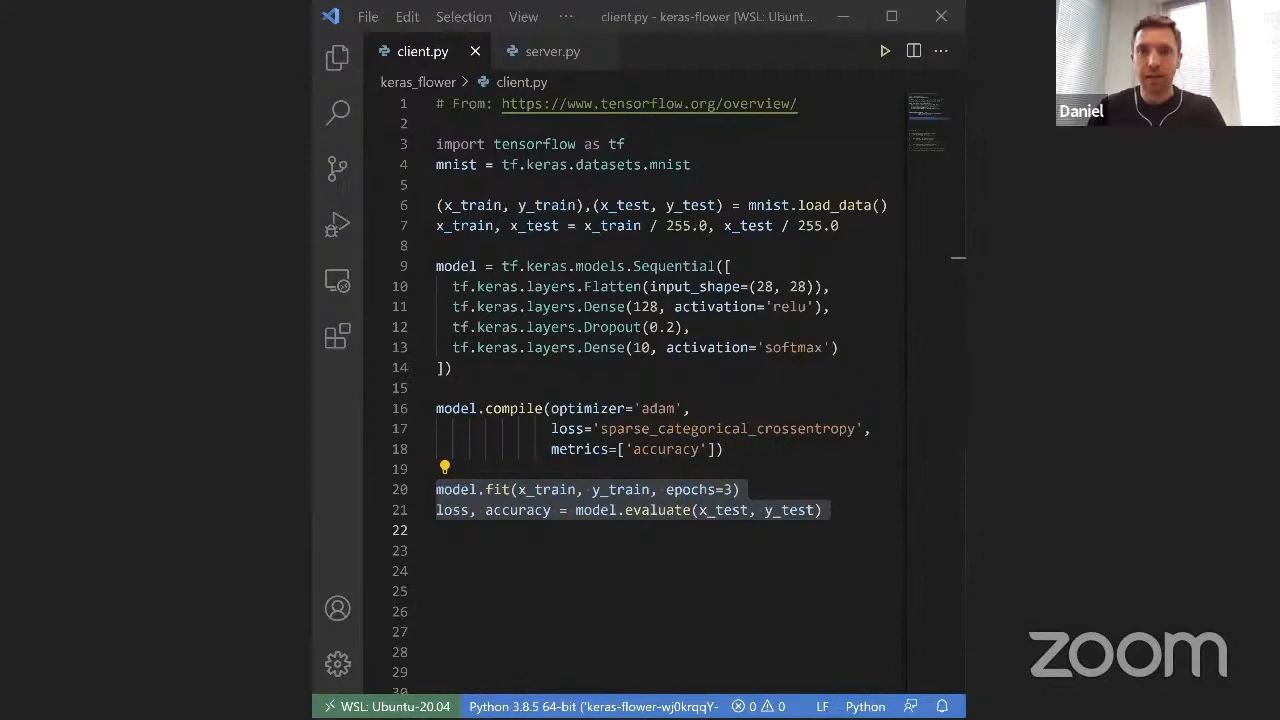 File Edit Selection View ··· client.py - keras-flower [WSL: Ubunt...
client.py server.py
keras_flower > client.py
1 # From: https://www.tensorflow.org/overview/
2
3 import tensorflow as tf
4 mnist = tf.keras.datasets.mnist
5
6 (x_train, y_train),(x_test, y_test) = mnist.load_data()
7 x_train, x_test = x_train / 255.0, x_test / 255.0
8
9 model = tf.keras.models.Sequential([
10 tf.keras.layers.Flatten(input_shape=(28, 28)),
11 tf.keras.layers.Dense(128, activation='relu'),
12 tf.keras.layers.Dropout(0.2),
13 tf.keras.layers.Dense(10, activation='softmax')
14 ])
15
16 model.compile(optimizer='adam',
17 loss='sparse_categorical_crossentropy',
18 metrics=['accuracy'])
19
20 model.fit(x_train, y_train, epochs=3)
21 loss, accuracy = model.evaluate(x_test, y_test)
22
23
24
25
26
27
28
29
30
WSL: Ubuntu-20.04 Python 3.8.5 64-bit ('keras-flower-wj0krqqY- 0 0 LF Python
Daniel
zoom